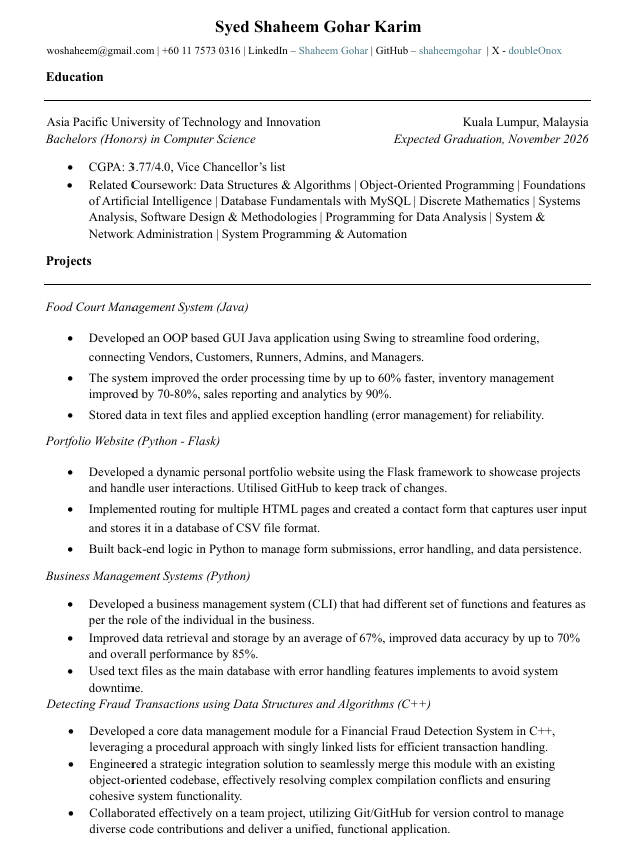 Syed Shaheem Gohar Karim
woshaheem@gmail.com | +60 11 7573 0316 | LinkedIn – Shaheem Gohar | GitHub – shaheemgohar | X - doubleOnox
Education
Asia Pacific University of Technology and Innovation Kuala Lumpur, Malaysia
Bachelors (Honors) in Computer Science Expected Graduation, November 2026
• CGPA: 3.77/4.0, Vice Chancellor's list
• Related Coursework: Data Structures & Algorithms | Object-Oriented Programming | Foundations
of Artificial Intelligence | Database Fundamentals with MySQL | Discrete Mathematics | Systems
Analysis, Software Design & Methodologies | Programming for Data Analysis | System &
Network Administration | System Programming & Automation
Projects
Food Court Management System (Java)
• Developed an OOP based GUI Java application using Swing to streamline food ordering,
connecting Vendors, Customers, Runners, Admins, and Managers.
• The system improved the order processing time by up to 60% faster, inventory management
improved by 70-80%, sales reporting and analytics by 90%.
• Stored data in text files and applied exception handling (error management) for reliability.
Portfolio Website (Python - Flask)
• Developed a dynamic personal portfolio website using the Flask framework to showcase projects
and handle user interactions. Utilised GitHub to keep track of changes.
• Implemented routing for multiple HTML pages and created a contact form that captures user input
and stores it in a database of CSV file format.
• Built back-end logic in Python to manage form submissions, error handling, and data persistence.
Business Management Systems (Python)
• Developed a business management system (CLI) that had different set of functions and features as
per the role of the individual in the business.
• Improved data retrieval and storage by an average of 67%, improved data accuracy by up to 70%
and overall performance by 85%.
• Used text files as the main database with error handling features implements to avoid system
downtime.
Detecting Fraud Transactions using Data Structures and Algorithms (C++)
• Developed a core data management module for a Financial Fraud Detection System in C++,
leveraging a procedural approach with singly linked lists for efficient transaction handling.
• Engineered a strategic integration solution to seamlessly merge this module with an existing
object-oriented codebase, effectively resolving complex compilation conflicts and ensuring
cohesive system functionality.
• Collaborated effectively on a team project, utilizing Git/GitHub for version control to manage
diverse code contributions and deliver a unified, functional application.